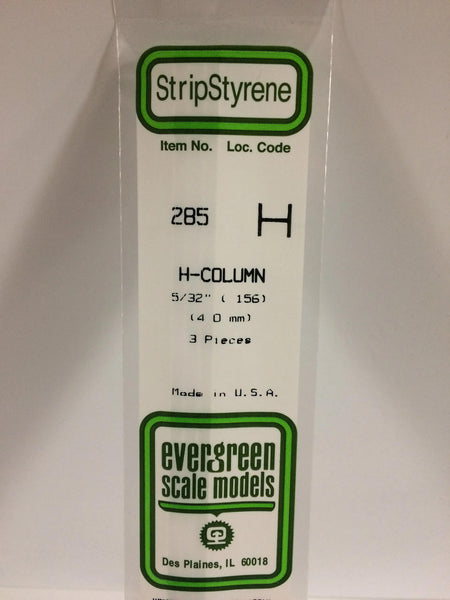 StripStyrene
Item No. Loc. Code
285 H
H-COLUMN
5/32" ( 156)
(4 0 mm)
3 Pieces
Made in U.S.A.
evergreen
scale models
Des Plaines, IL 60018